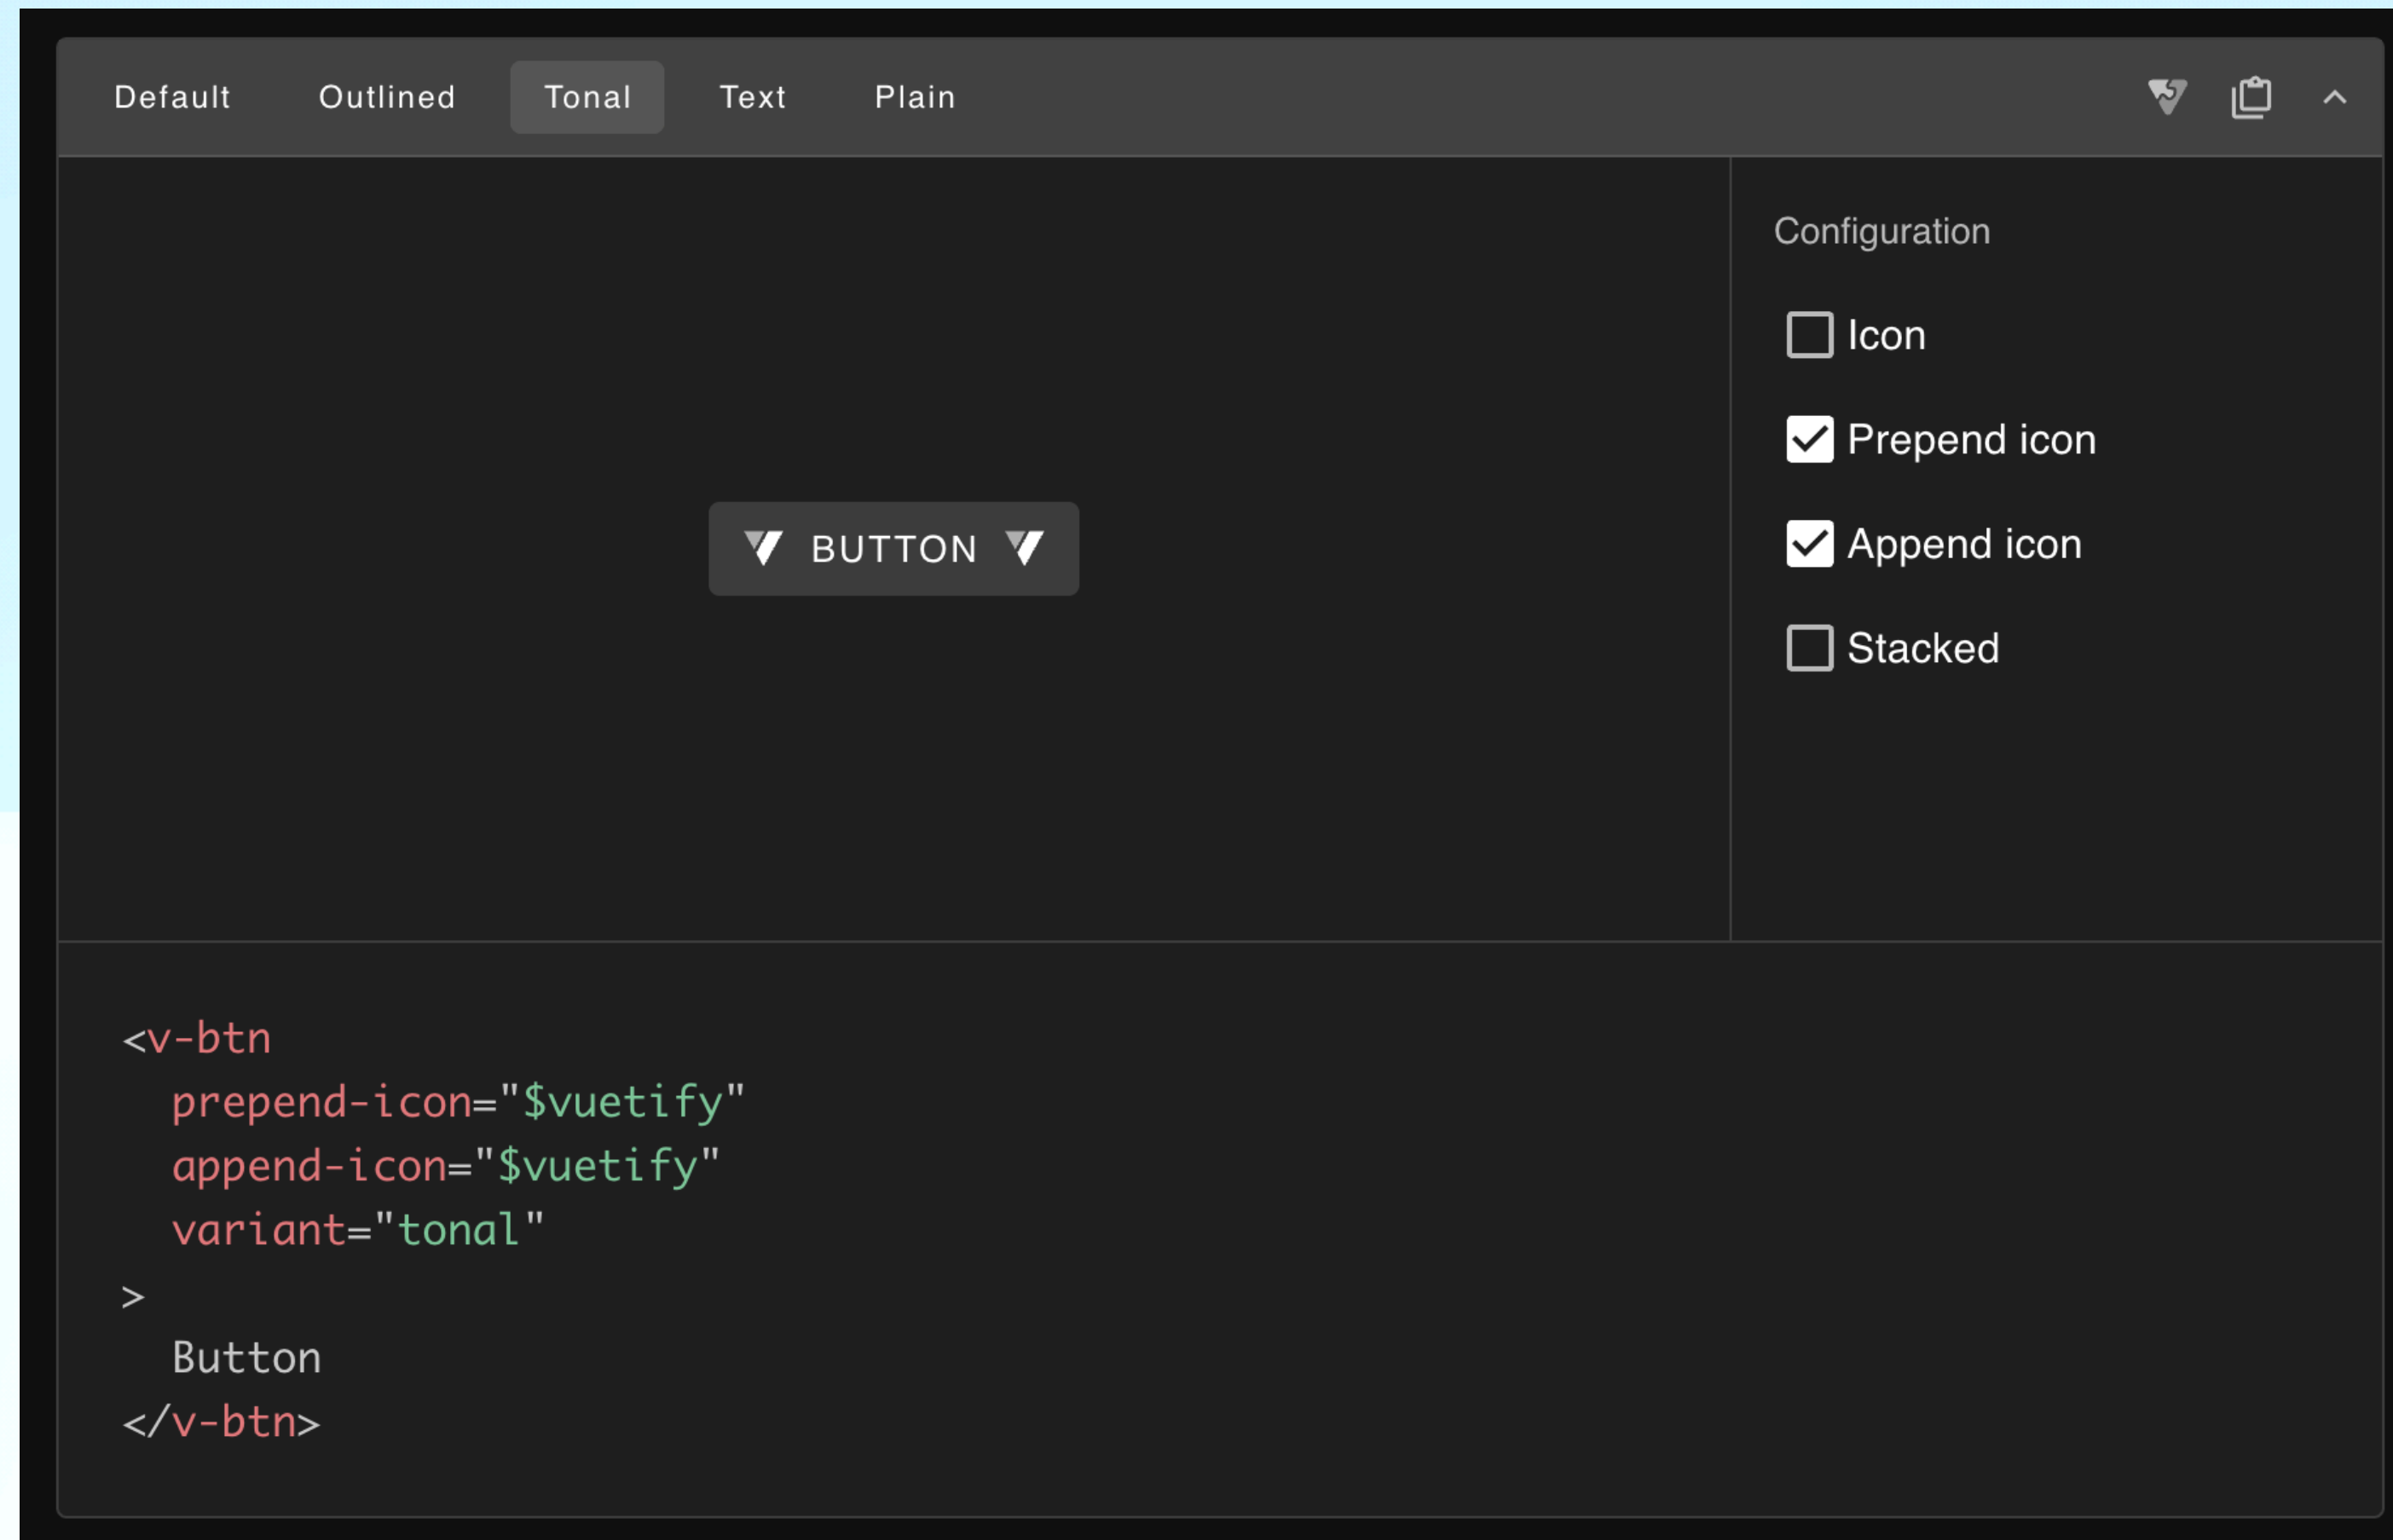 Default Outlined Tonal Text Plain
Configuration
Icon
Prepend icon
Append icon
Stacked
BUTTON
<v-btn
  prepend-icon="$vuetify"
  append-icon="$vuetify"
  variant="tonal"
>
  Button
</v-btn>